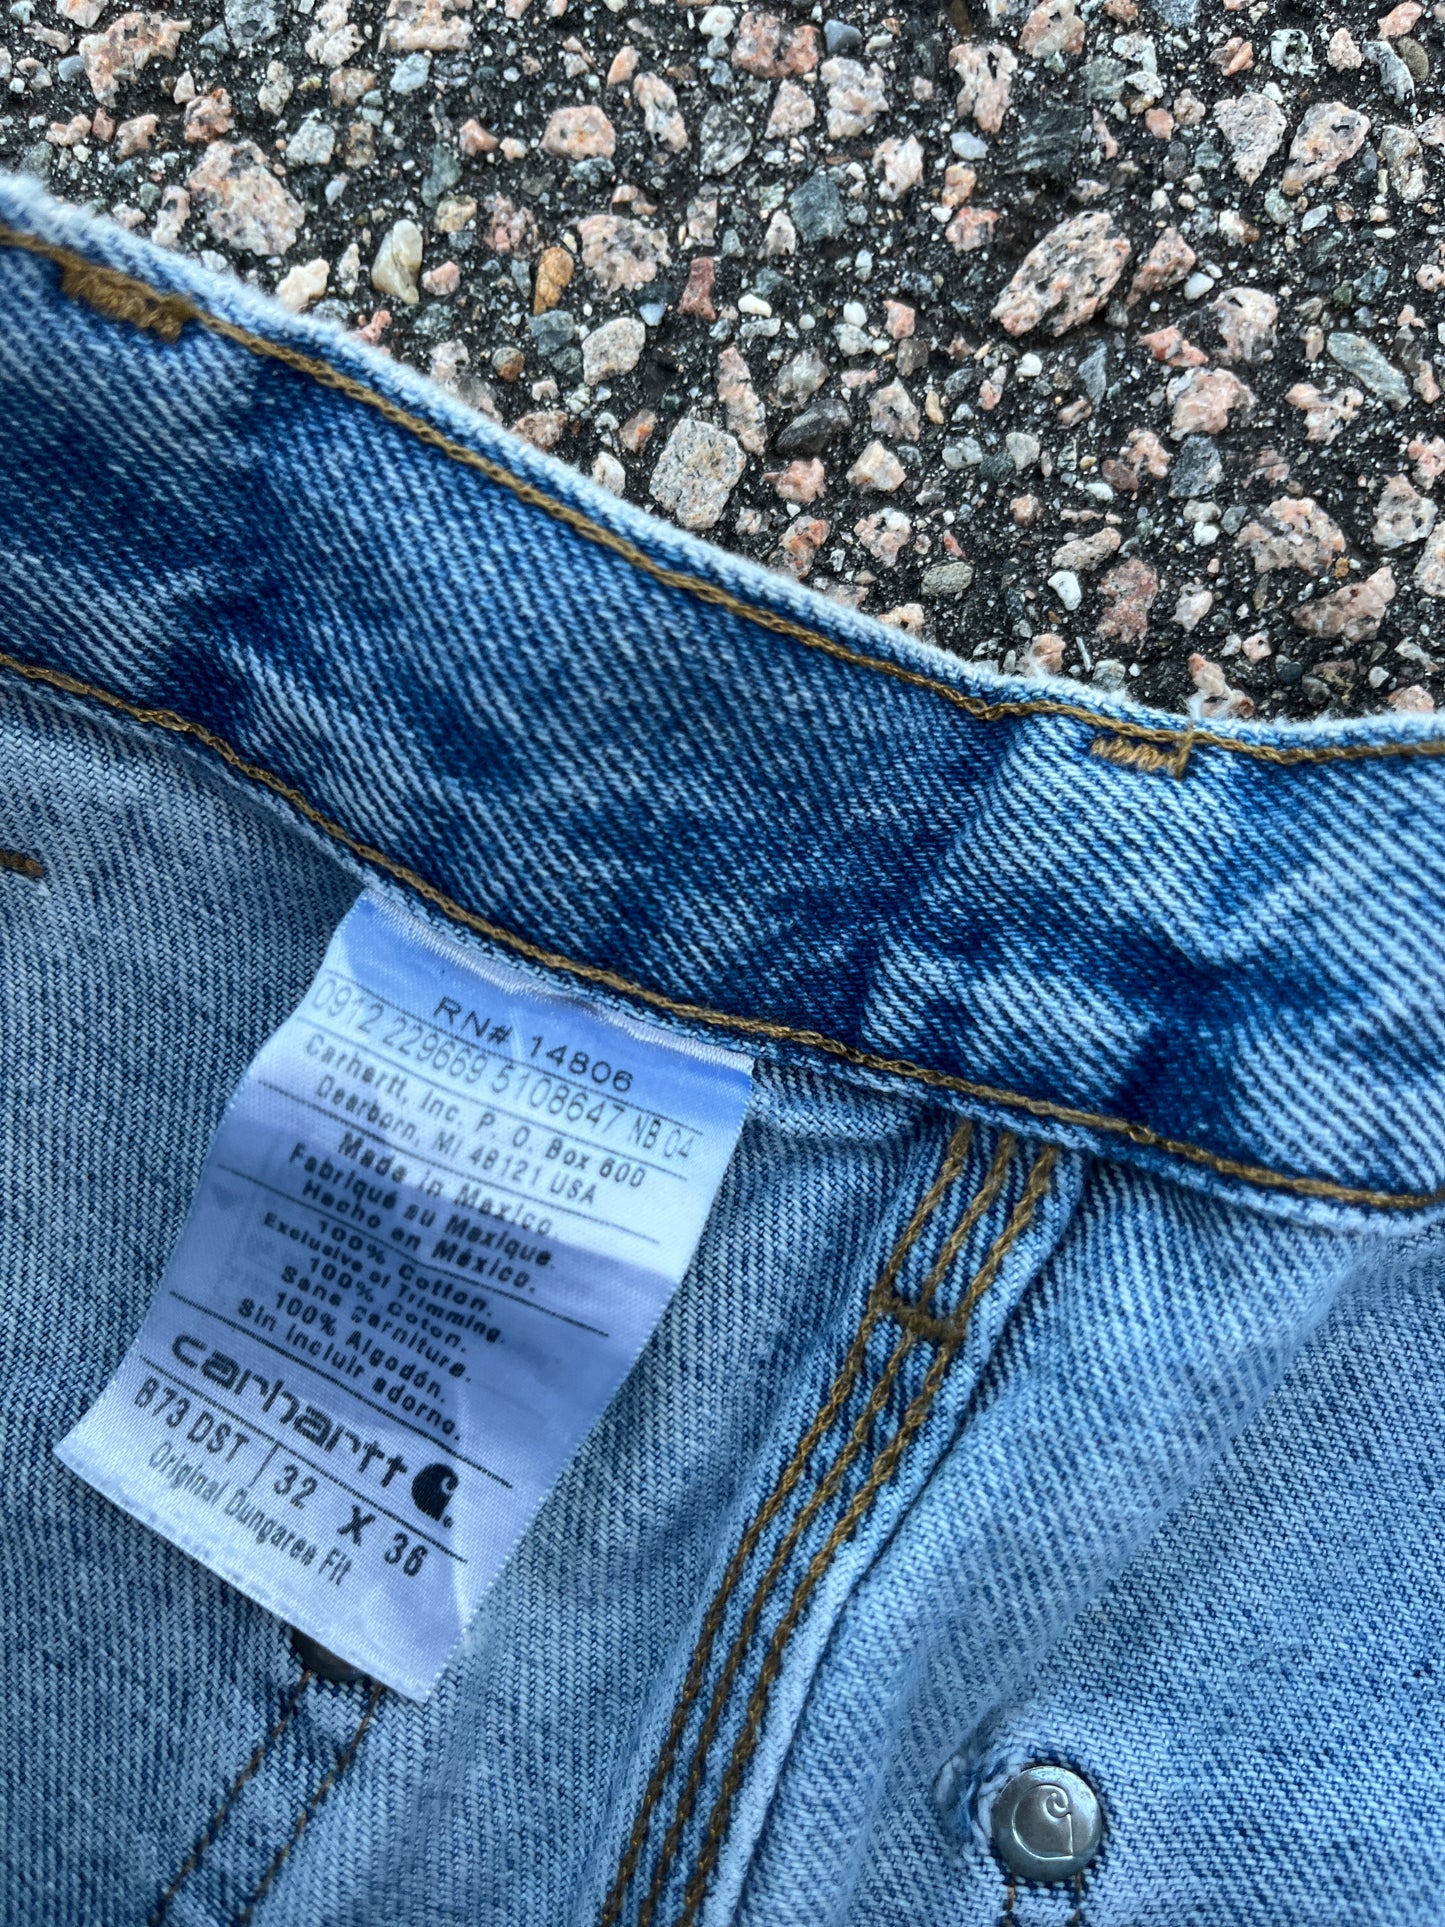 RN# 14806
0912 229669 5108647 NB 04
Carhartt, Inc. P. O. Box 600
Dearborn, MI 48121 USA
Made in Mexico.
Fabriqué au Mexique.
Hecho en México.
100% Cotton.
Exclusive of Trimming.
100% Coton.
Sans Garniture.
100% Algodón.
Sin incluir adorno.
carhartt
B73 DST 32 X 36
Original Dungaree Fit